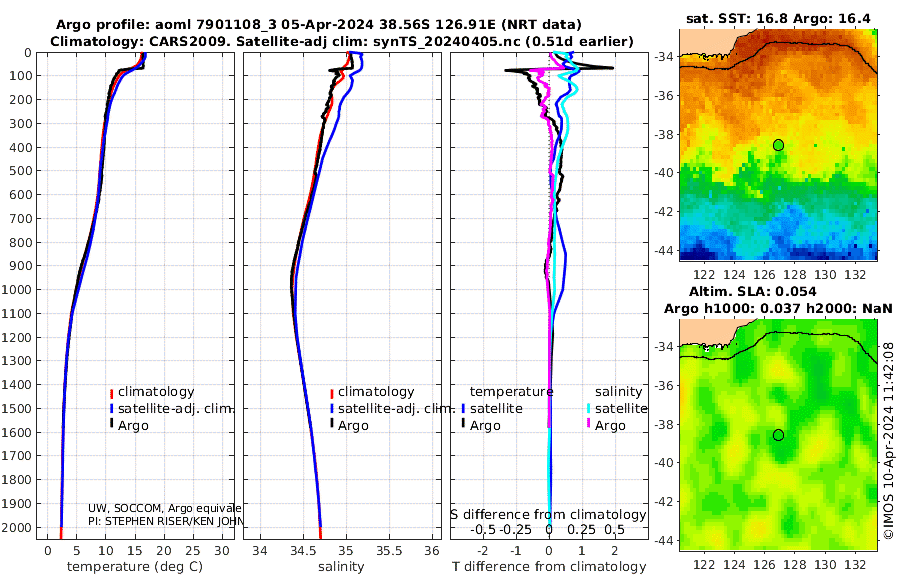 Argo profile: aoml 7901108_3 05-Apr-2024 38.56S 126.91E (NRT data)
Climatology: CARS2009. Satellite-adj clim: synTS_20240405.nc (0.51d earlier)
0
100
200
300
400
500
600
700
800
900
1000
1100
1200
1300
1400
1500
1600
1700
1800
1900
2000
climatology
satellite-adj. clim.
Argo
UW, SOCCOM, Argo equivale
PI: STEPHEN RISER/KEN JOHN
0 10 20 30
temperature (deg C)
climatology
satellite-adj. clim.
Argo
34 34.5 35 35.5 36
salinity
temperature salinity
satellite satellite
Argo Argo
S difference from climatology
-0.5 -0.25 0 0.25 0.5
-2 -1 0 1 2
T difference from climatology
sat. SST: 16.8 Argo: 16.4
-34
-36
-38
-40
-42
-44
122 124 126 128 130 132
Altim. SLA: 0.054
Argo h1000: 0.037 h2000: NaN
-34
-36
-38
-40
-42
-44
122 124 126 128 130 132
©IMOS 10-Apr-2024 11:42:08